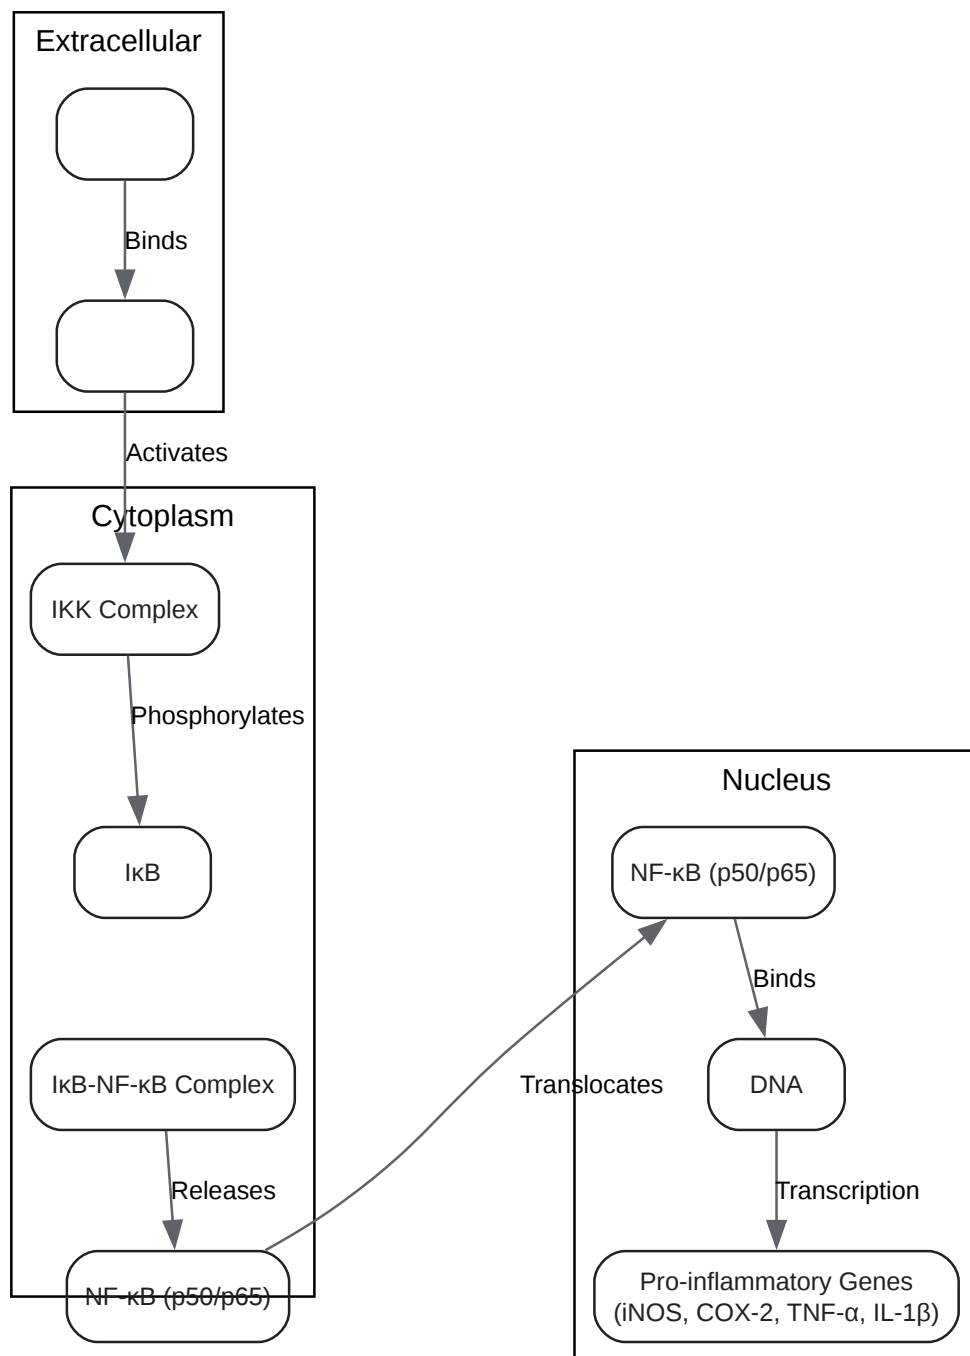 Extracellular
Binds
Activates
Cytoplasm
IKK Complex
Phosphorylates
IκB
IκB-NF-κB Complex
Releases
NF-κB (p50/p65)
Translocates
Nucleus
NF-κB (p50/p65)
Binds
DNA
Transcription
Pro-inflammatory Genes
(iNOS, COX-2, TNF-α, IL-1β)